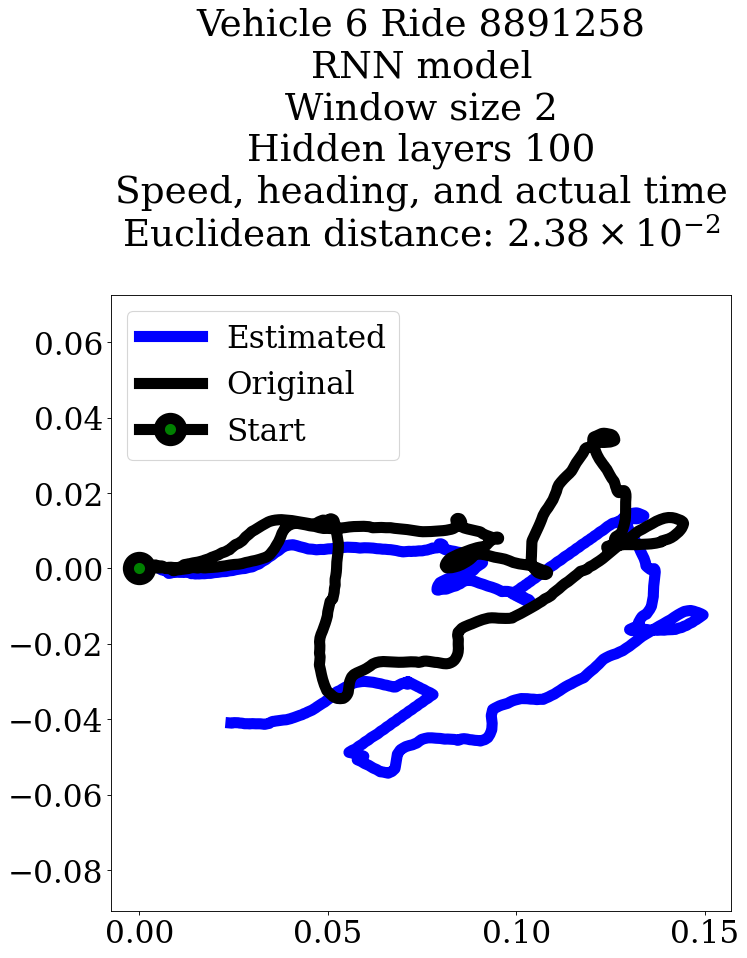 Vehicle 6 Ride 8891258
RNN model
Window size 2
Hidden layers 100
Speed, heading, and actual time
Euclidean distance: 2.38 × 10⁻²
Estimated
Original
Start
0.06
0.04
0.02
0.00
−0.02
−0.04
−0.06
−0.08
0.00 0.05 0.10 0.15